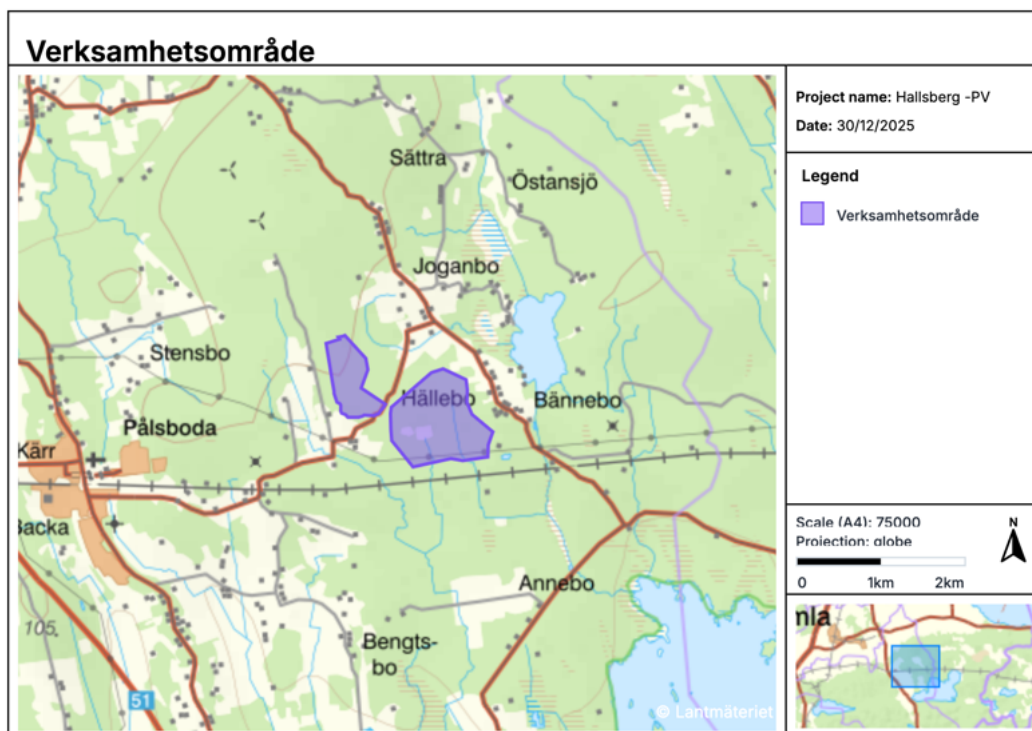 Verksamhetsområde
Project name: Hallsberg -PV
Date: 30/12/2025
Legend
Verksamhetsområde
Sättra
Östansjö
Joganbo
Stensbo
Hällebo
Bännebo
Pålsboda
Kärr
Backa
Annebo
105
Bengts-
bo
51
© Lantmäteriet
Scale (A4): 75000
Projection: globe
N
0 1km 2km
mla